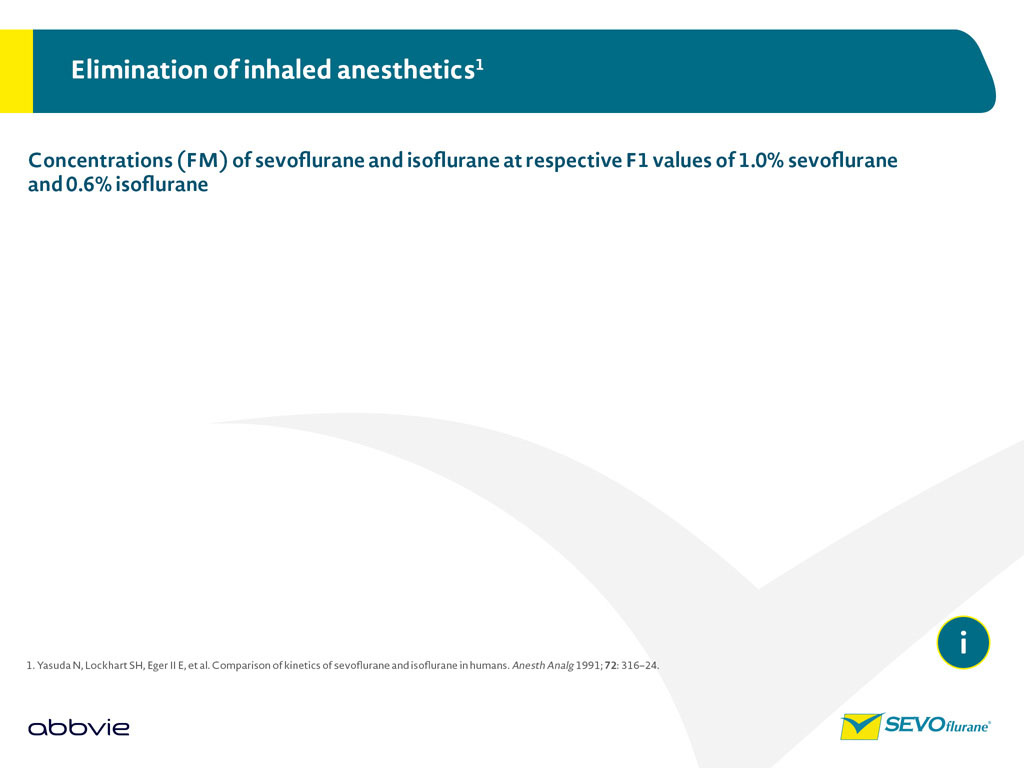 Elimination of inhaled anesthetics¹
Concentrations (FM) of sevoflurane and isoflurane at respective F1 values of 1.0% sevoflurane
and 0.6% isoflurane
i
1. Yasuda N, Lockhart SH, Eger II E, et al. Comparison of kinetics of sevoflurane and isoflurane in humans. Anesth Analg 1991; 72: 316–24.
abbvie
SEVOflurane®